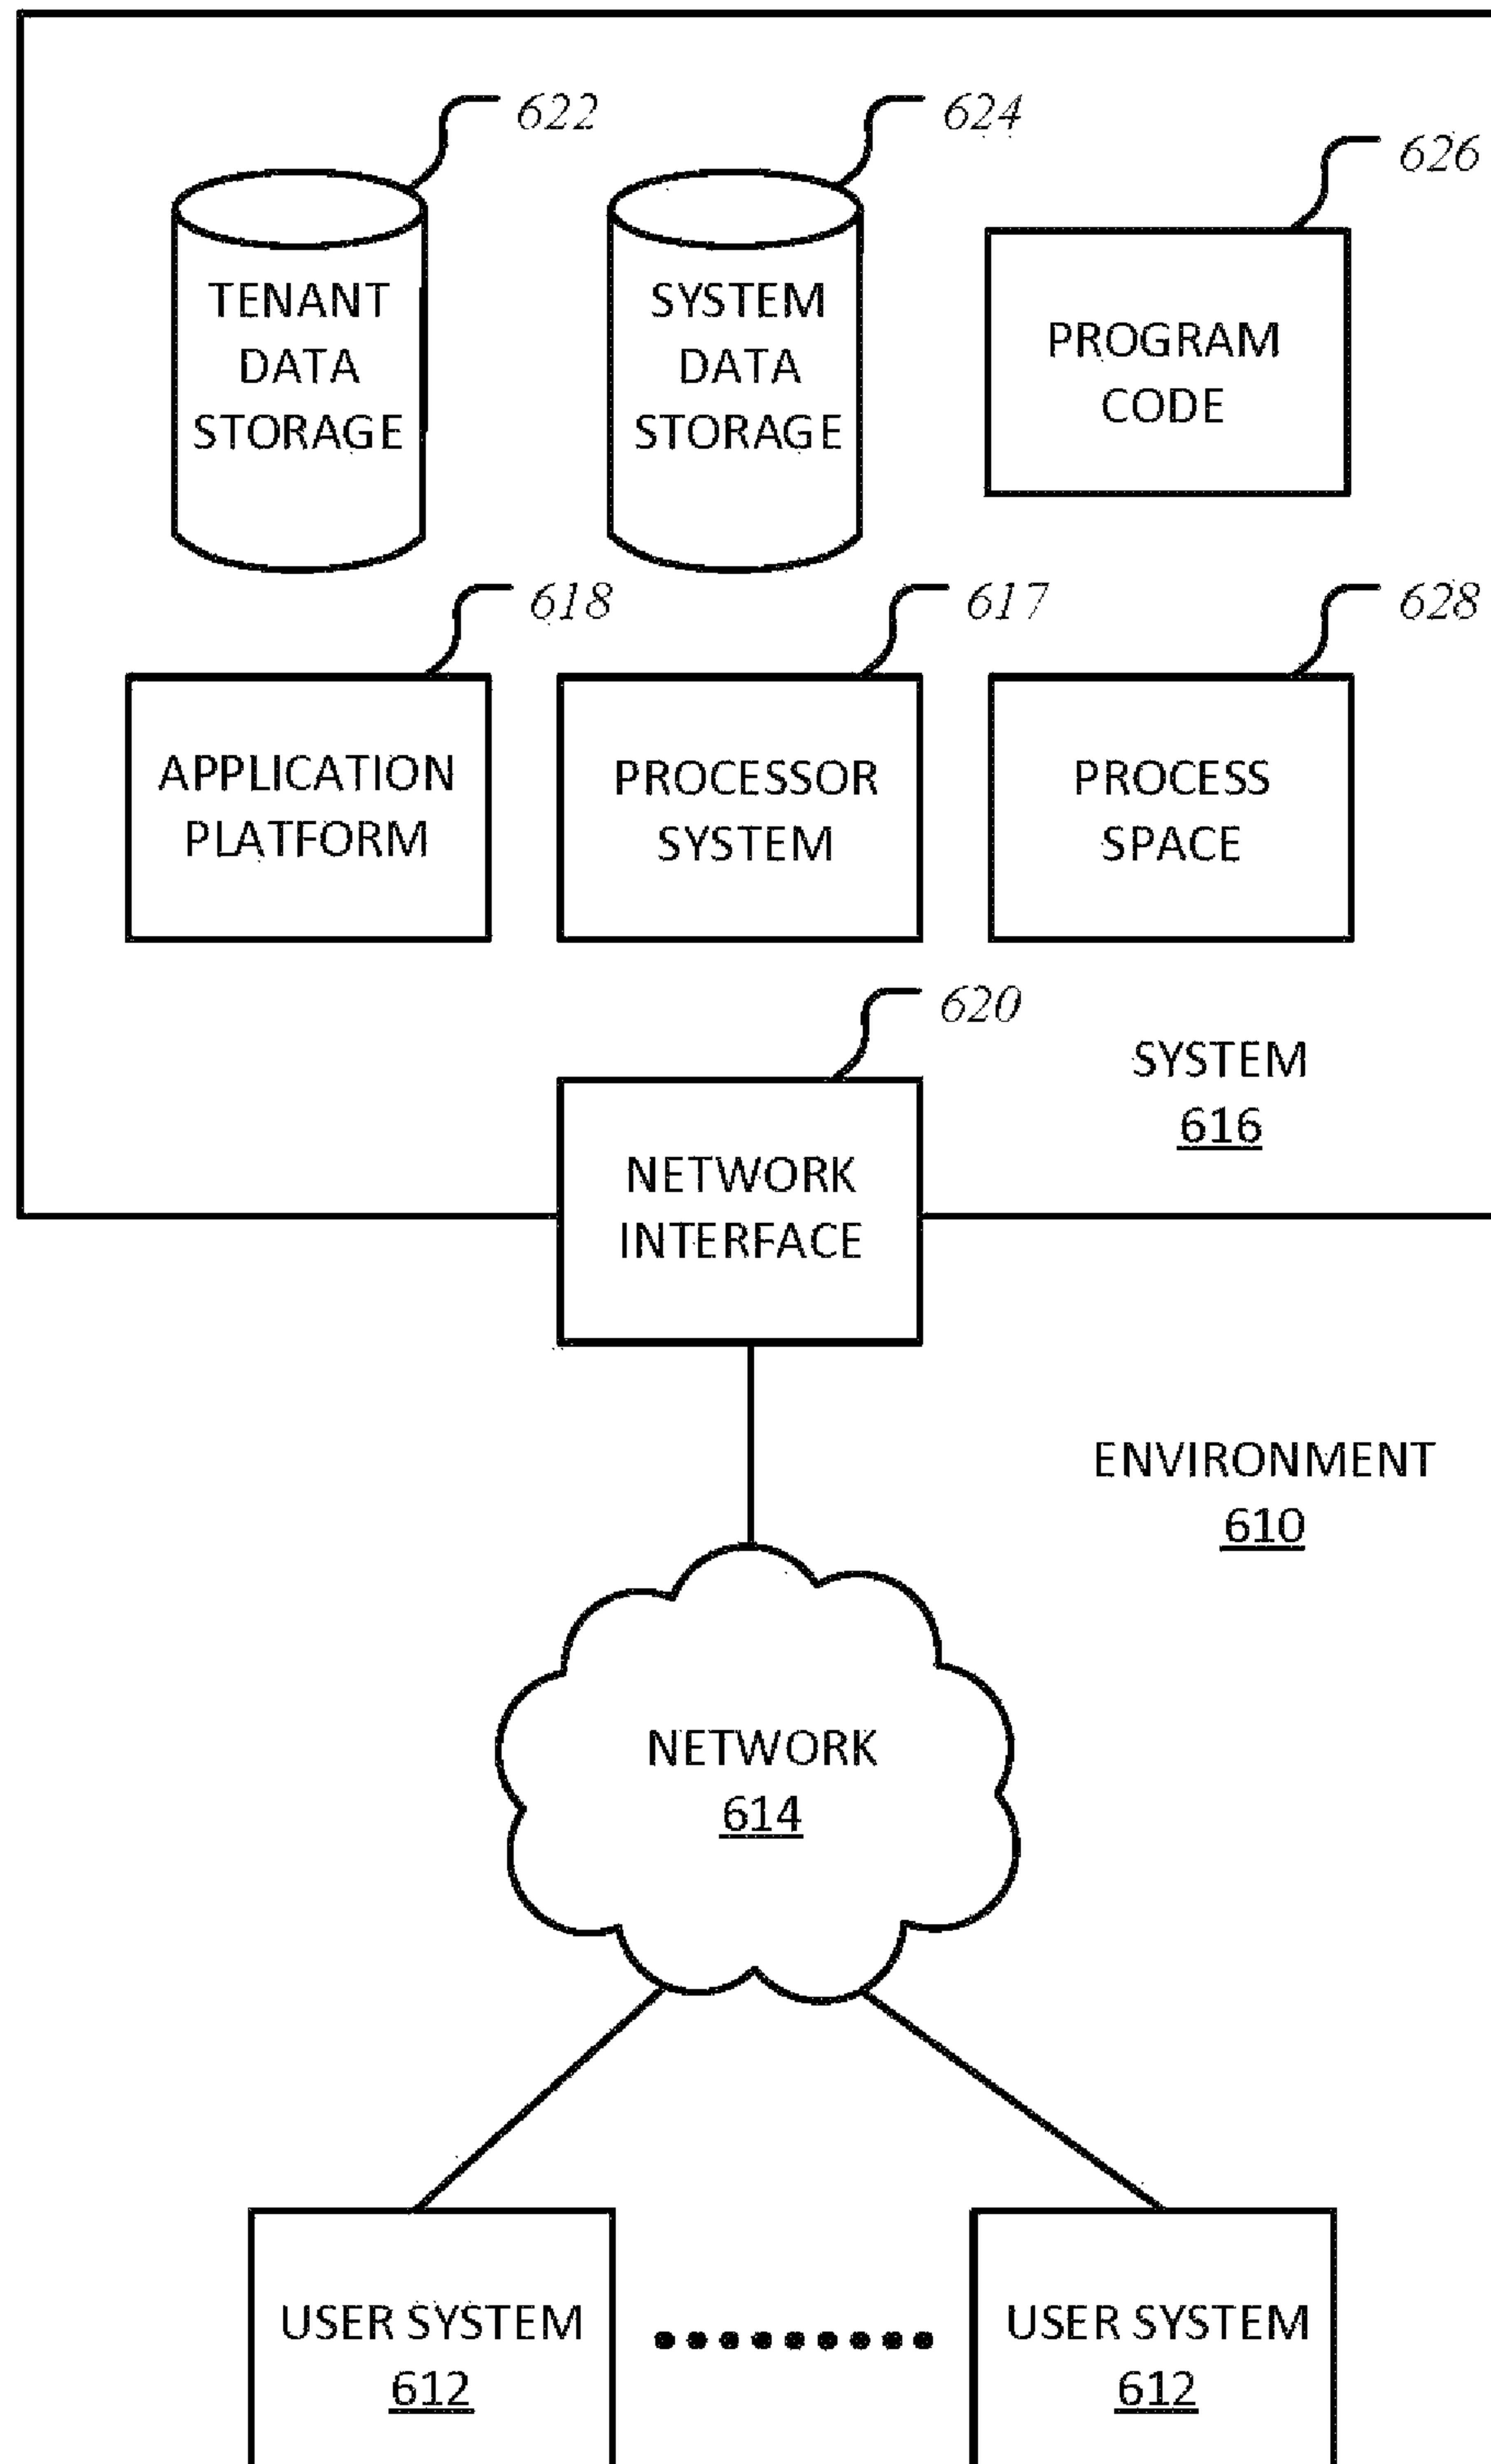 622
624
626
TENANT
DATA
STORAGE
SYSTEM
DATA
STORAGE
PROGRAM
CODE
618
617
628
APPLICATION
PLATFORM
PROCESSOR
SYSTEM
PROCESS
SPACE
620
SYSTEM
616
NETWORK
INTERFACE
ENVIRONMENT
610
NETWORK
614
USER SYSTEM
612
USER SYSTEM
612